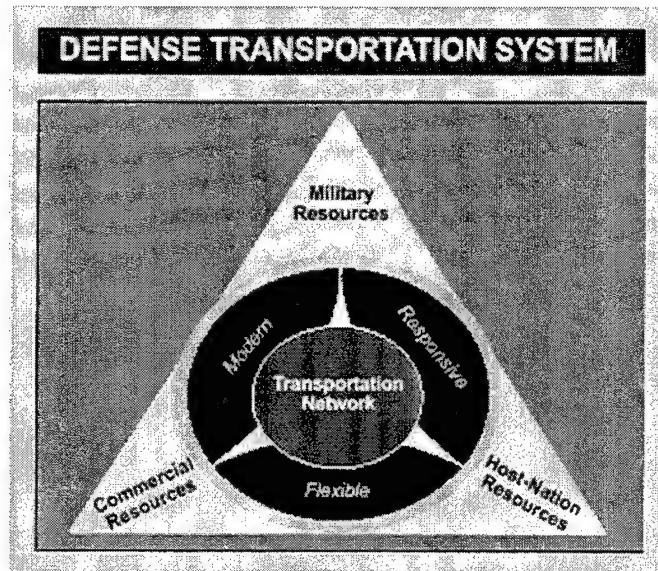 DEFENSE TRANSPORTATION SYSTEM
Military
Resources
Modern
Responsive
Transportation
Network
Flexible
Commercial
Resources
Host-Nation
Resources